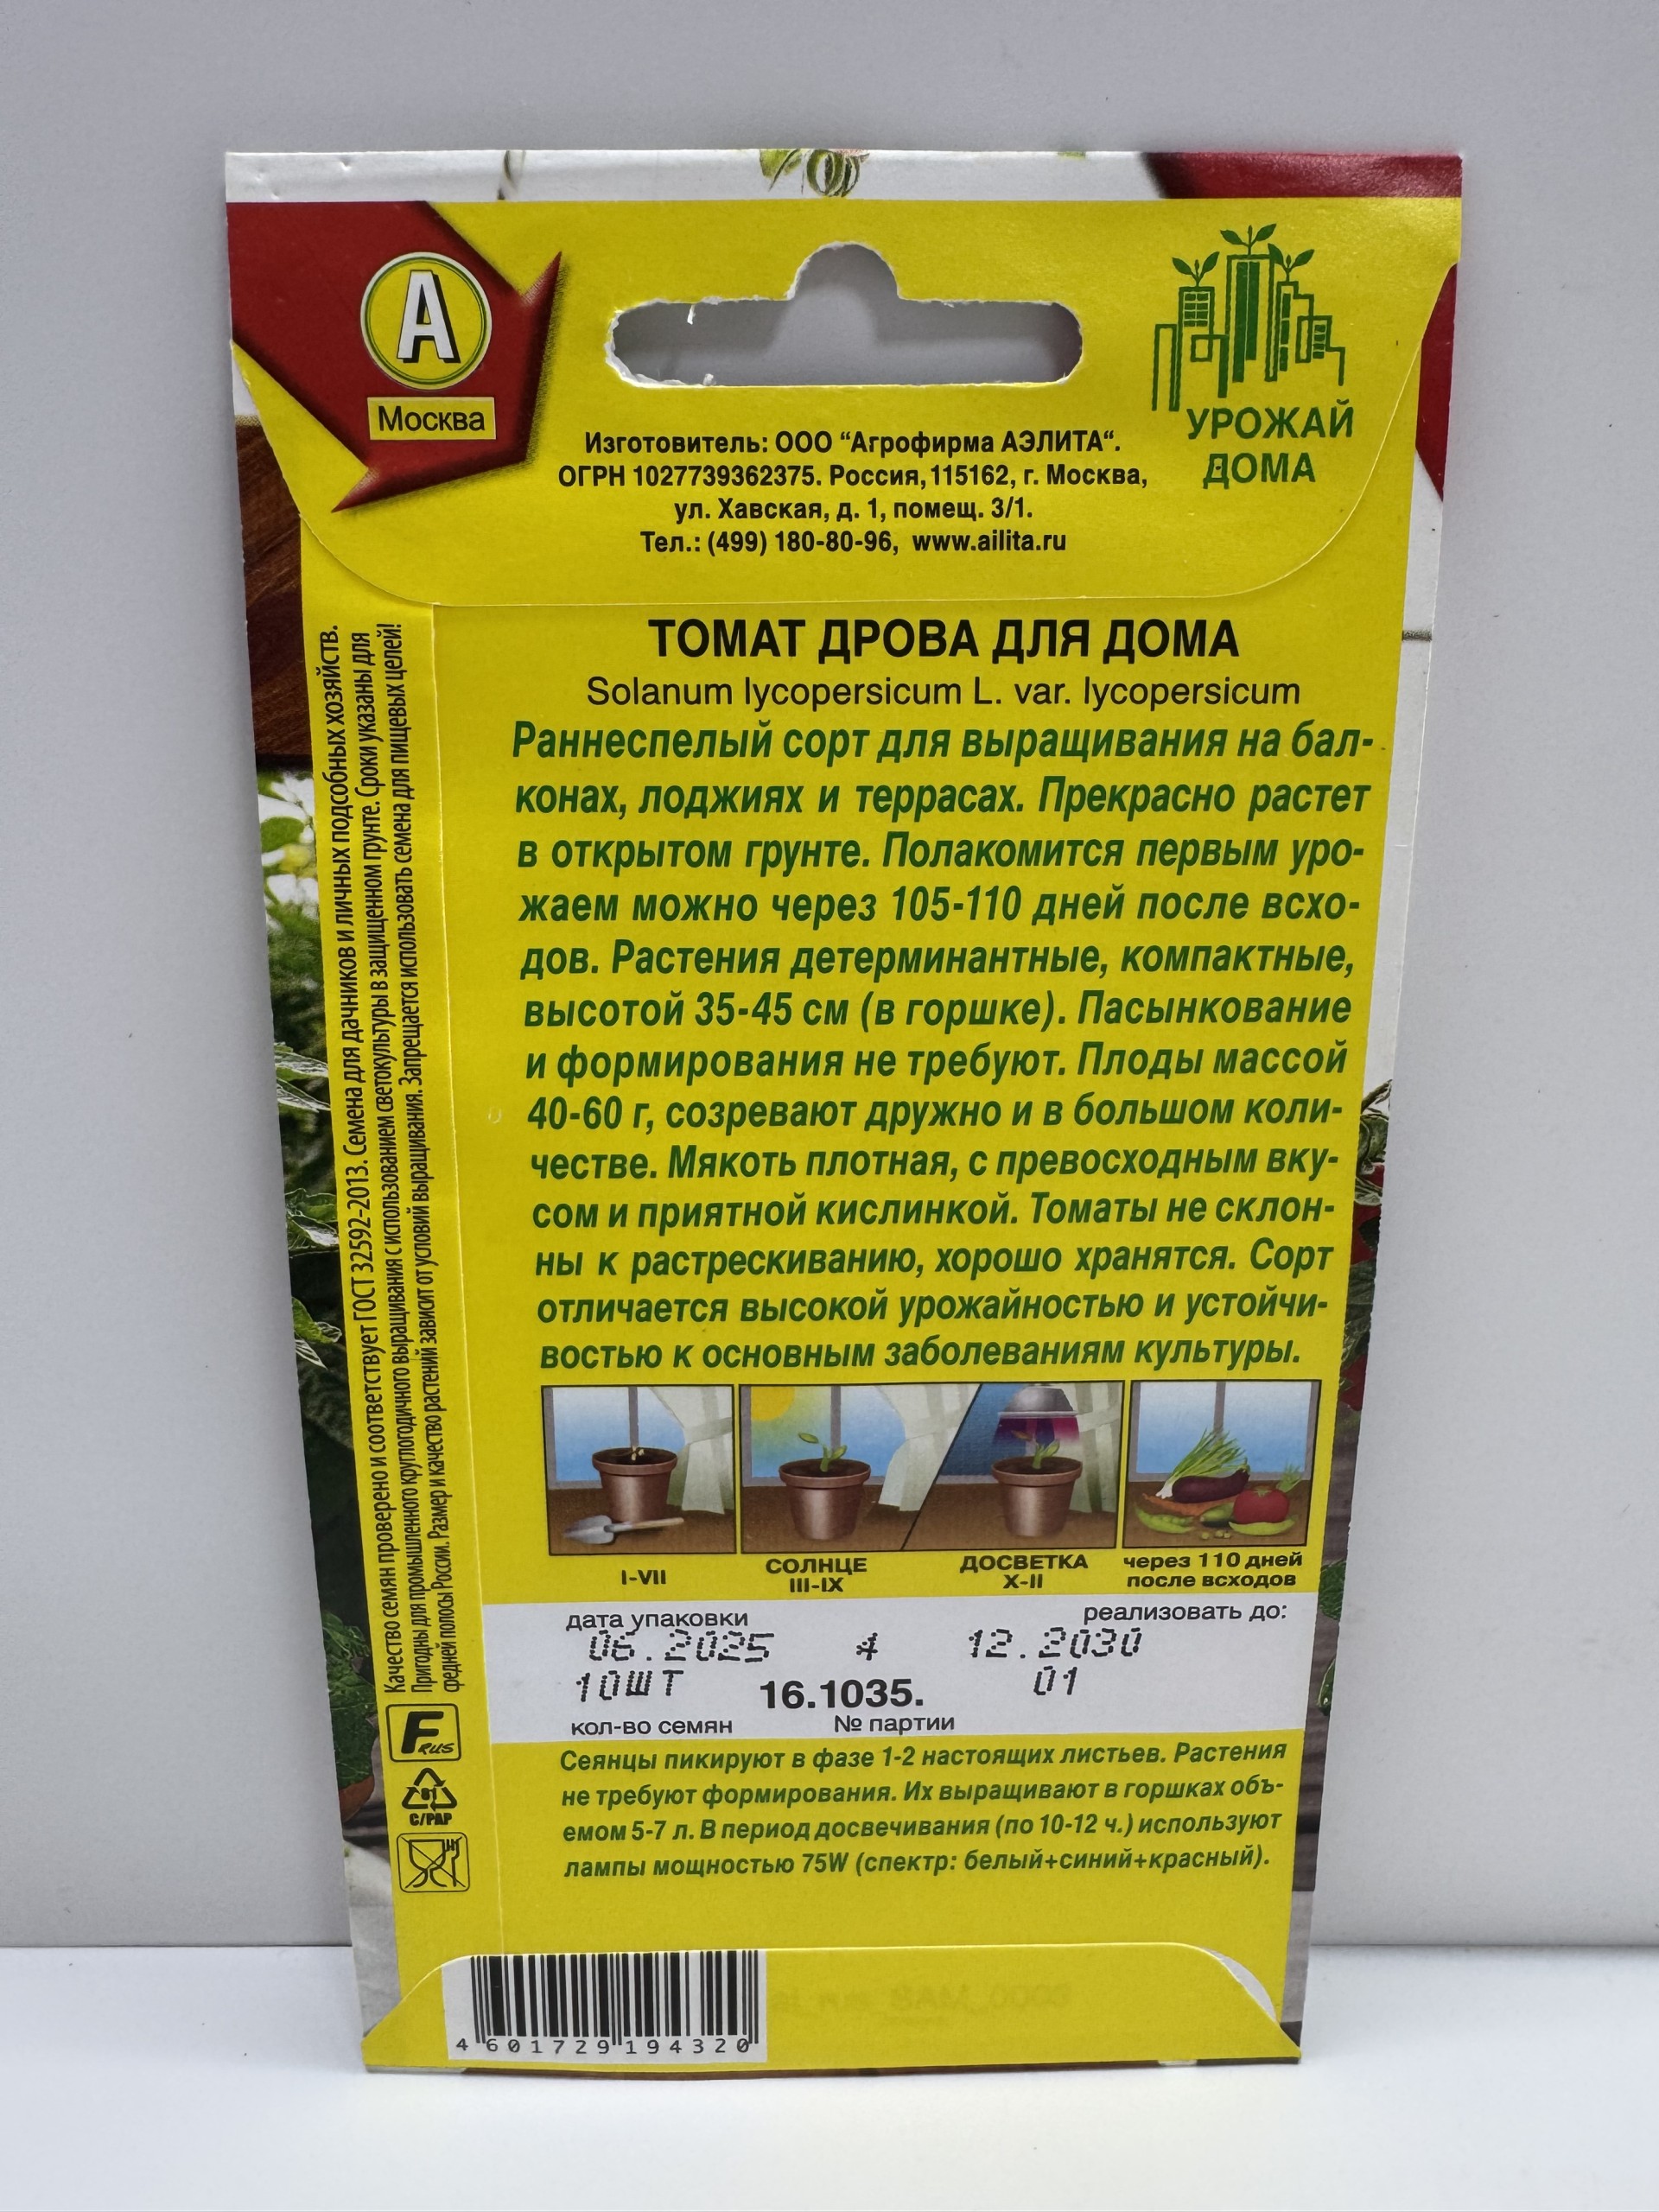 А
Москва
УРОЖАЙ
ДОМА
Изготовитель: ООО “Агрофирма АЭЛИТА“.
ОГРН 1027739362375. Россия, 115162, г. Москва,
ул. Хавская, д. 1, помещ. 3/1.
Тел.: (499) 180-80-96, www.ailita.ru
ТОМАТ ДРОВА ДЛЯ ДОМА
Solanum lycopersicum L. var. lycopersicum
Раннеспелый сорт для выращивания на бал-
конах, лоджиях и террасах. Прекрасно растет
в открытом грунте. Полакомится первым уро-
жаем можно через 105-110 дней после всхо-
дов. Растения детерминантные, компактные,
высотой 35-45 см (в горшке). Пасынкование
и формирования не требуют. Плоды массой
40-60 г, созревают дружно и в большом коли-
честве. Мякоть плотная, с превосходным вку-
сом и приятной кислинкой. Томаты не склон-
ны к растрескиванию, хорошо хранятся. Сорт
отличается высокой урожайностью и устойчи-
востью к основным заболеваниям культуры.
I-VII
СОЛНЦЕ
III-IX
ДОСВЕТКА
X-II
через 110 дней
после всходов
дата упаковки
реализовать до:
06.2025 4 12.2030
10ШТ 16.1035. 01
кол-во семян
№ партии
Сеянцы пикируют в фазе 1-2 настоящих листьев. Растения
не требуют формирования. Их выращивают в горшках объ-
емом 5-7 л. В период досвечивания (по 10-12 ч.) используют
лампы мощностью 75W (спектр: белый+синий+красный).
Качество семян проверено и соответствует ГОСТ 32592-2013. Семена для дачников и личных подсобных хозяйств.
Пригодны для промышленного круглогодичного выращивания с использованием светокультуры в защищенном грунте. Сроки указаны для
средней полосы России. Размер и качество растений зависит от условий выращивания. Запрещается использовать семена для пищевых целей!
F RUS
81
C/PAP
4 601729 194320